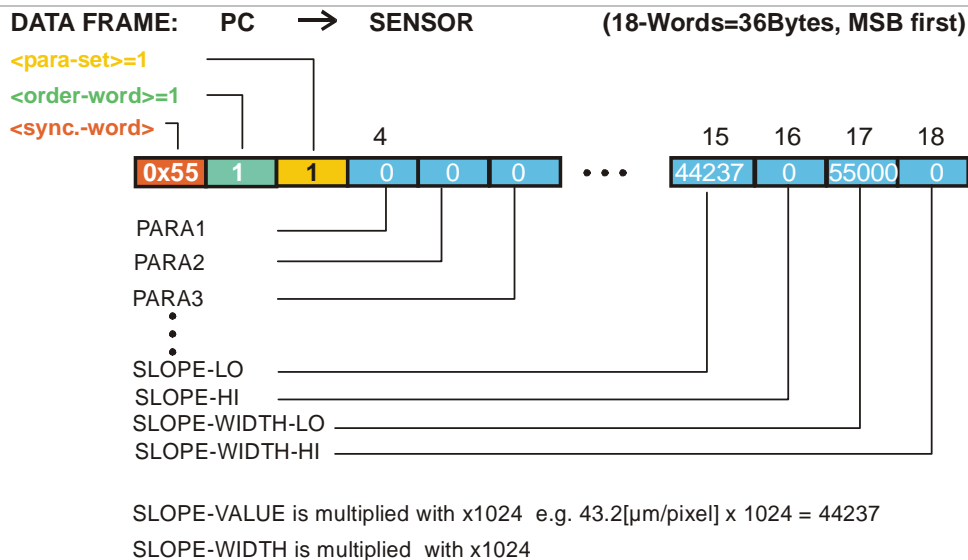 DATA FRAME: PC → SENSOR (18-Words=36Bytes, MSB first)
<para-set>=1
<order-word>=1
<sync.-word>
4 15 16 17 18
0x55 1 1 0 0 0 ••• 44237 0 55000 0
PARA1
PARA2
PARA3
SLOPE-LO
SLOPE-HI
SLOPE-WIDTH-LO
SLOPE-WIDTH-HI
SLOPE-VALUE is multiplied with x1024 e.g. 43.2[µm/pixel] x 1024 = 44237
SLOPE-WIDTH is multiplied with x1024